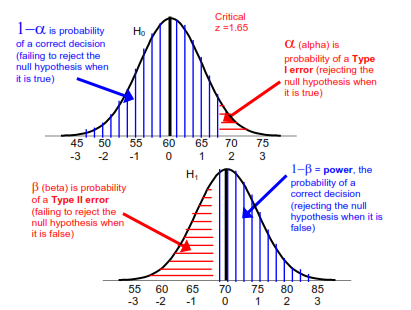 1–α is probability
of a correct decision
(failing to reject the
null hypothesis when
it is true)
H₀
Critical
z =1.65
α (alpha) is
probability of a Type
I error (rejecting the
null hypothesis when
it is true)
45 50 55 60 65 70 75
-3 -2 -1 0 1 2 3
β (beta) is probability
of a Type II error
(failing to reject the
null hypothesis when
it is false)
H₁
1–β = power, the
probability of a
correct decision
(rejecting the null
hypothesis when it is
false)
55 60 65 70 75 80 85
-3 -2 -1 0 1 2 3